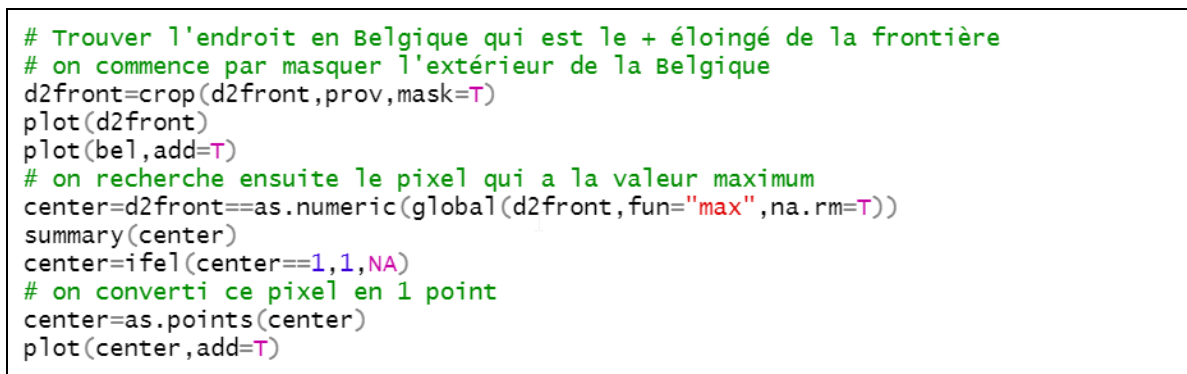 # Trouver l'endroit en Belgique qui est le + éloingé de la frontière
# on commence par masquer l'extérieur de la Belgique
d2front=crop(d2front,prov,mask=T)
plot(d2front)
plot(bel,add=T)
# on recherche ensuite le pixel qui a la valeur maximum
center=d2front==as.numeric(global(d2front,fun="max",na.rm=T))
summary(center)
center=ifel(center==1,1,NA)
# on converti ce pixel en 1 point
center=as.points(center)
plot(center,add=T)